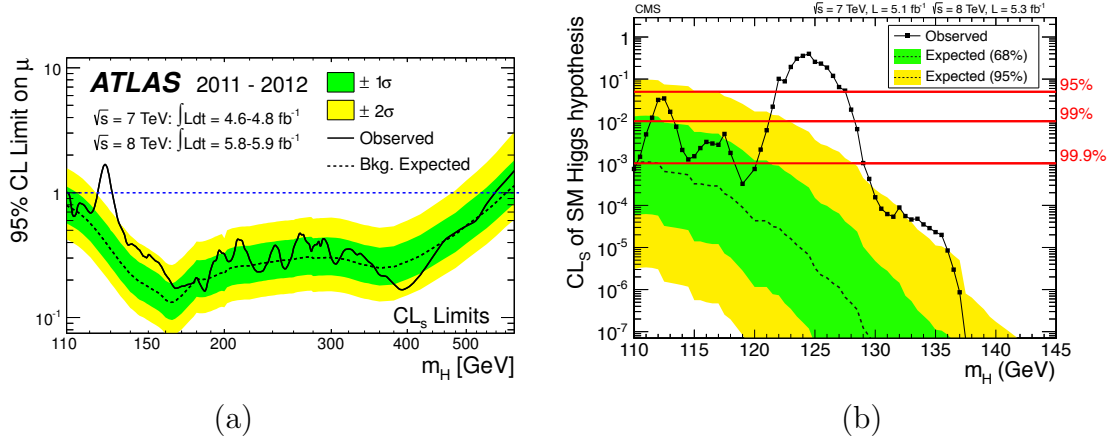 ATLAS 2011 - 2012
√s = 7 TeV: ∫Ldt = 4.6-4.8 fb⁻¹
√s = 8 TeV: ∫Ldt = 5.8-5.9 fb⁻¹
± 1σ
± 2σ
Observed
Bkg. Expected
95% CL Limit on μ
10
1
10⁻¹
CLₛ Limits
110 150 200 300 400 500
m_H [GeV]
(a)
CMS √s = 7 TeV, L = 5.1 fb⁻¹ √s = 8 TeV, L = 5.3 fb⁻¹
Observed
Expected (68%)
Expected (95%)
CL_S of SM Higgs hypothesis
1
10⁻¹
10⁻²
10⁻³
10⁻⁴
10⁻⁵
10⁻⁶
10⁻⁷
95%
99%
99.9%
110 115 120 125 130 135 140 145
m_H (GeV)
(b)